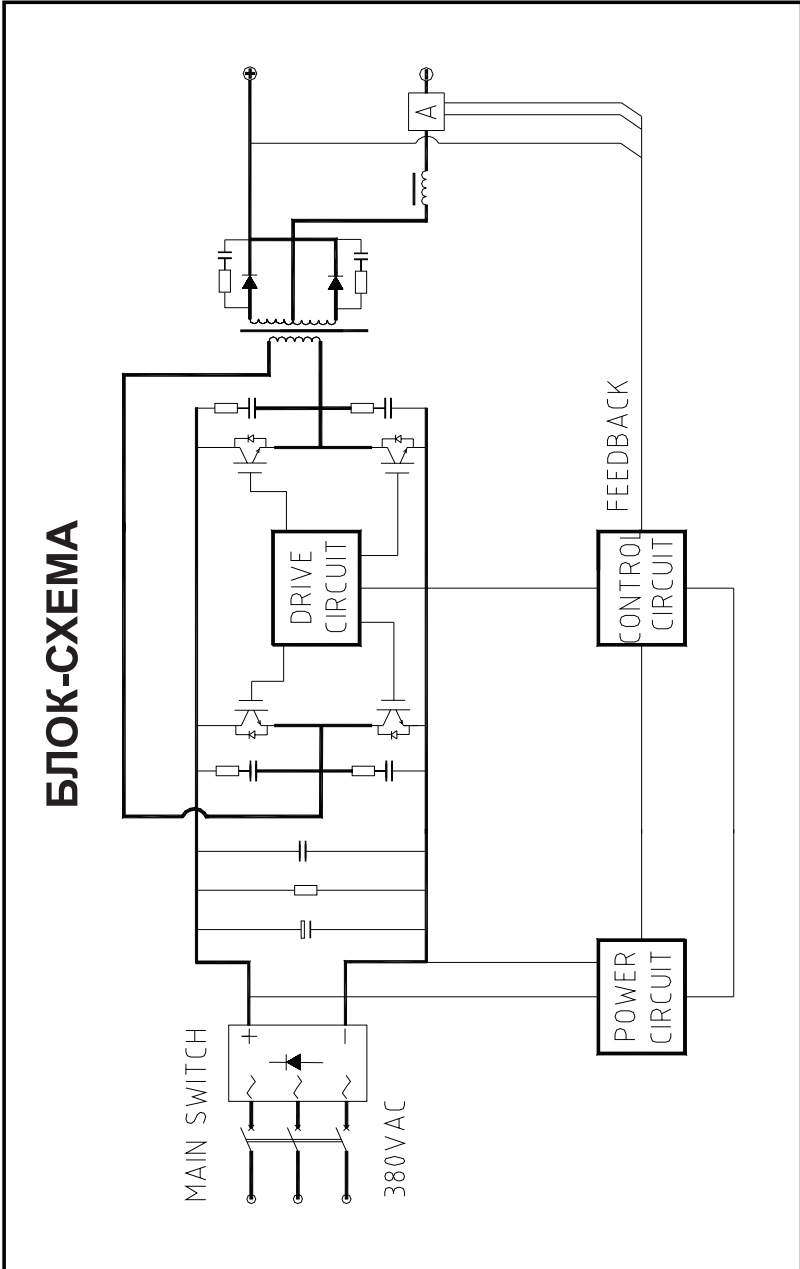 БЛОК-СХЕМА
MAIN SWITCH
380VAC
+
−
DRIVE
CIRCUIT
A
FEEDBACK
CONTROL
CIRCUIT
POWER
CIRCUIT